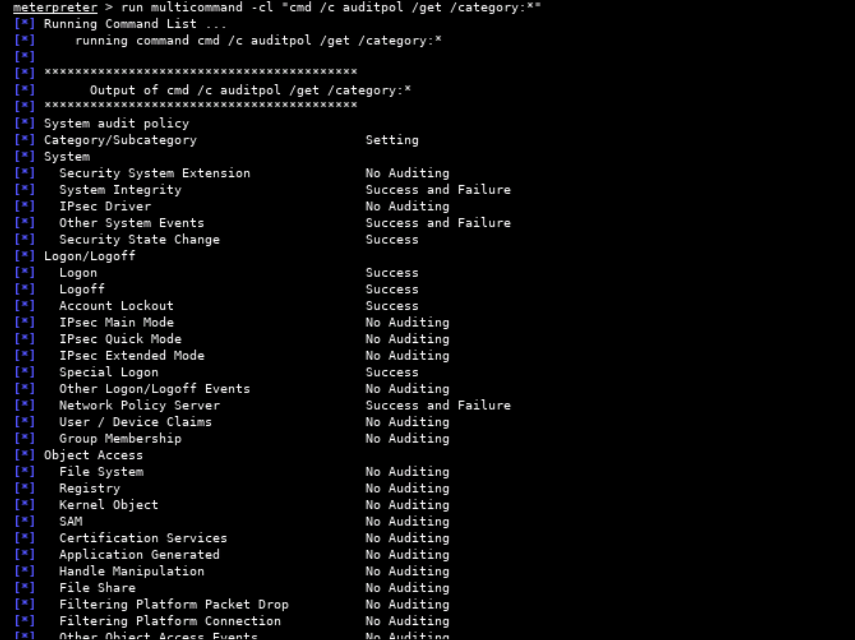 meterpreter > run multicommand -cl "cmd /c auditpol /get /category:*"
[*] Running Command List ...
[*]     running command cmd /c auditpol /get /category:*
[*]
[*] *****************************************
[*]       Output of cmd /c auditpol /get /category:*
[*] *****************************************
[*] System audit policy
[*] Category/Subcategory                      Setting
[*] System
[*]   Security System Extension               No Auditing
[*]   System Integrity                        Success and Failure
[*]   IPsec Driver                            No Auditing
[*]   Other System Events                     Success and Failure
[*]   Security State Change                   Success
[*] Logon/Logoff
[*]   Logon                                   Success
[*]   Logoff                                  Success
[*]   Account Lockout                         Success
[*]   IPsec Main Mode                         No Auditing
[*]   IPsec Quick Mode                        No Auditing
[*]   IPsec Extended Mode                     No Auditing
[*]   Special Logon                           Success
[*]   Other Logon/Logoff Events               No Auditing
[*]   Network Policy Server                   Success and Failure
[*]   User / Device Claims                    No Auditing
[*]   Group Membership                        No Auditing
[*] Object Access
[*]   File System                             No Auditing
[*]   Registry                                No Auditing
[*]   Kernel Object                           No Auditing
[*]   SAM                                     No Auditing
[*]   Certification Services                  No Auditing
[*]   Application Generated                   No Auditing
[*]   Handle Manipulation                     No Auditing
[*]   File Share                              No Auditing
[*]   Filtering Platform Packet Drop          No Auditing
[*]   Filtering Platform Connection           No Auditing
[*]   Other Object Access Events              No Auditing